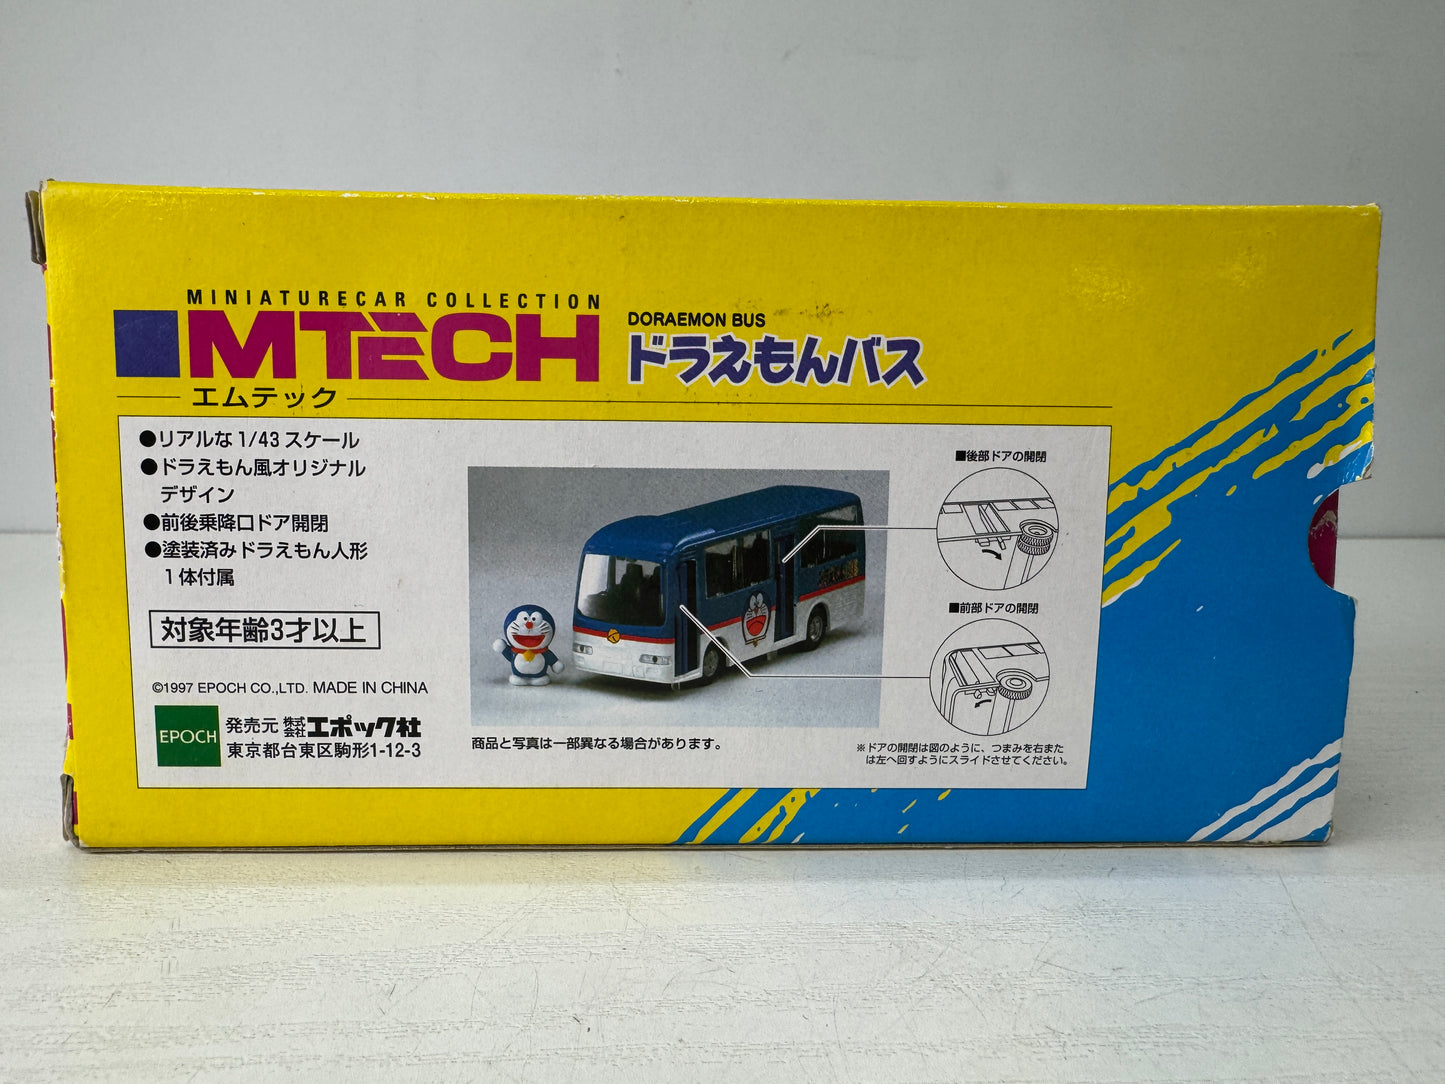 MINIATURECAR COLLECTION
MTECH
エムテック
DORAEMON BUS
ドラえもんバス
●リアルな1/43スケール
●ドラえもん風オリジナル
デザイン
●前後乗降口ドア開閉
●塗装済みドラえもん人形
1体付属
対象年齢3才以上
©1997 EPOCH CO.,LTD. MADE IN CHINA
EPOCH
発売元 株式会社エポック社
東京都台東区駒形1-12-3
商品と写真は一部異なる場合があります。
■後部ドアの開閉
■前部ドアの開閉
※ドアの開閉は図のように、つまみを右また
は左へ回すようにスライドさせてください。